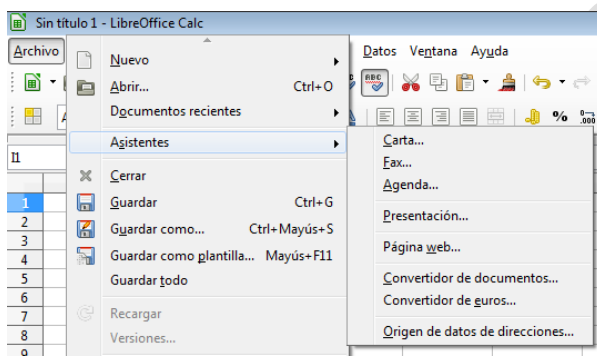 Sin título 1 - LibreOffice Calc
Archivo
Datos Ventana Ayuda
Nuevo
Abrir... Ctrl+O
Documentos recientes
Asistentes
Cerrar
Guardar Ctrl+G
Guardar como... Ctrl+Mayús+S
Guardar como plantilla... Mayús+F11
Guardar todo
Recargar
Versiones...
Carta...
Fax...
Agenda...
Presentación...
Página web...
Convertidor de documentos...
Convertidor de euros...
Origen de datos de direcciones...
ABC
%
.000
I1
1
2
3
4
5
6
7
8
9